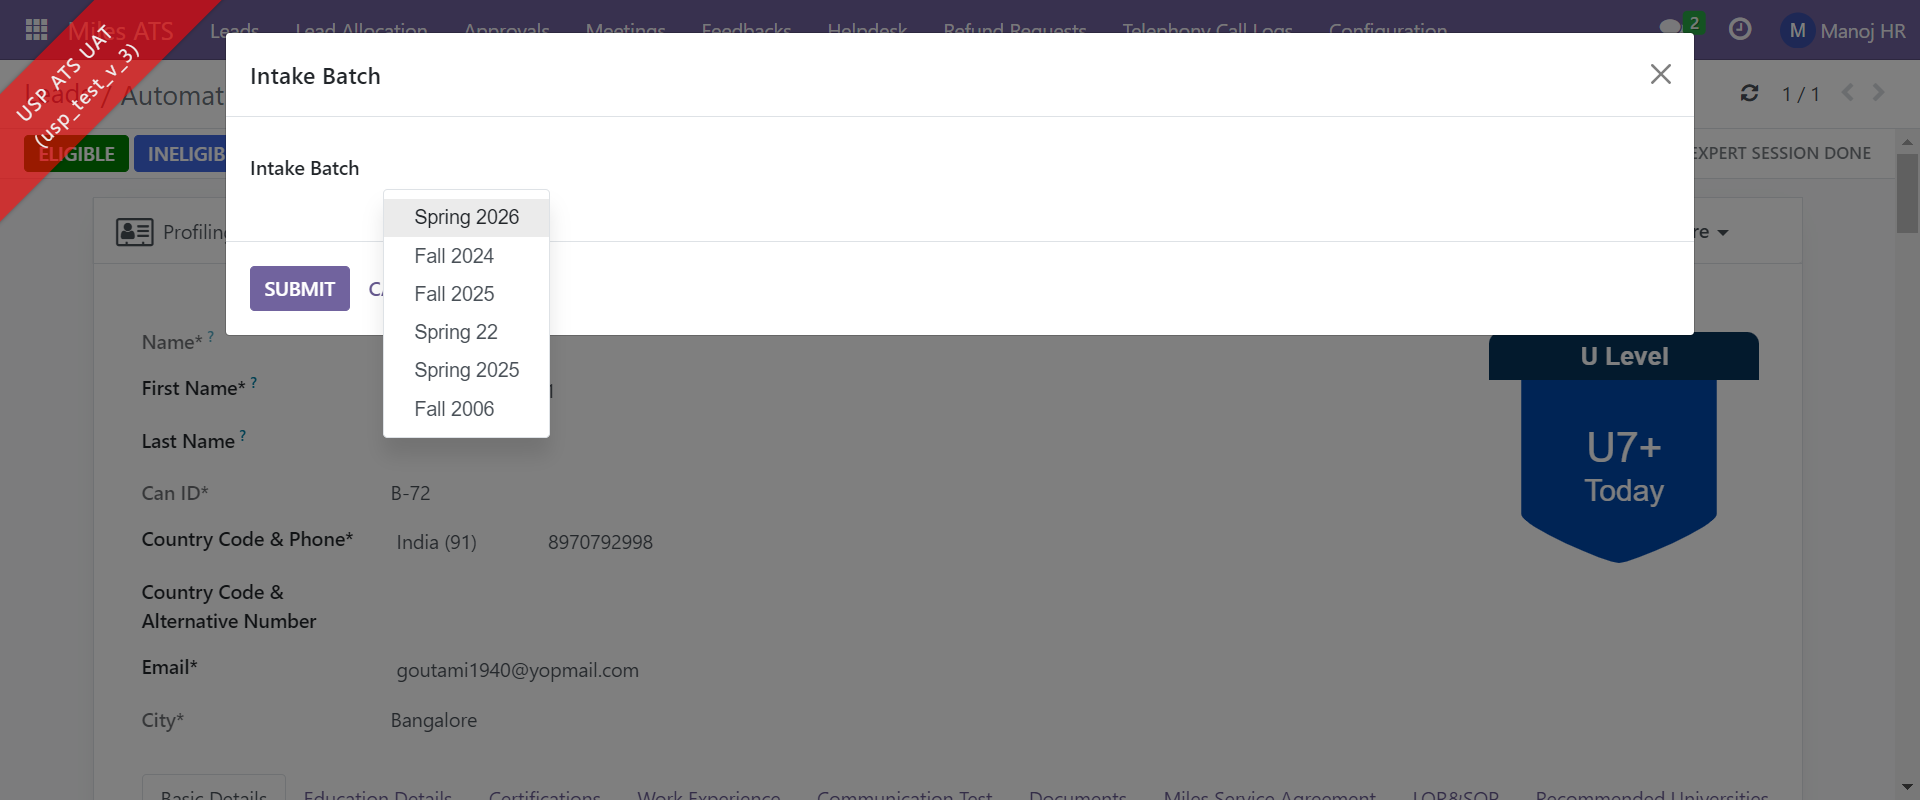 Miles ATS Leads Lead Allocation Approvals Meetings Feedbacks Helpdesk Refund Requests Telephony Call Logs Configuration 2 M Manoj HR
USP ATS UAT
(usp_test_v_3)
Leads / Automat
1 / 1
Intake Batch
ELIGIBLE INELIGIB
EXPERT SESSION DONE
Intake Batch
Profiling
re
Spring 2026
Fall 2024
Fall 2025
Spring 22
Spring 2025
Fall 2006
SUBMIT CA
Name* ?
First Name* ?
Last Name ?
Can ID* B-72
Country Code & Phone* India (91) 8970792998
Country Code &
Alternative Number
Email* goutami1940@yopmail.com
City* Bangalore
U Level
U7+
Today
Basic Details Education Details Certifications Work Experience Communication Test Documents Miles Service Agreement LOR&SOP Recommended Universities